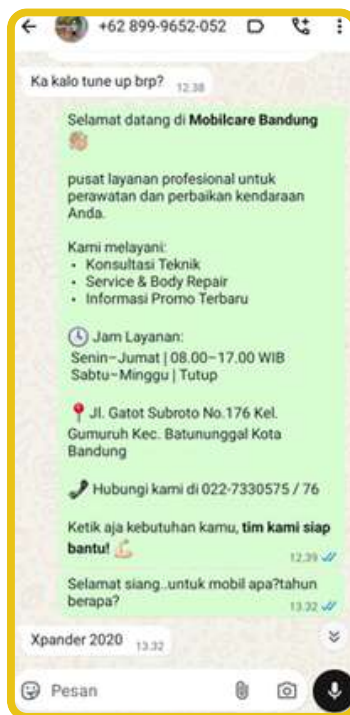 +62 899-9652-052
Ka kalo tune up brp? 12.38
Selamat datang di Mobilcare Bandung
👋🏼
pusat layanan profesional untuk
perawatan dan perbaikan kendaraan
Anda.
Kami melayani:
• Konsultasi Teknik
• Service & Body Repair
• Informasi Promo Terbaru
🕒 Jam Layanan:
Senin–Jumat | 08.00–17.00 WIB
Sabtu–Minggu | Tutup
📍 Jl. Gatot Subroto No.176 Kel.
Gumuruh Kec. Batununggal Kota
Bandung
📞 Hubungi kami di 022-7330575 / 76
Ketik aja kebutuhan kamu, tim kami siap
bantu! 💪🏼 12.39
Selamat siang..untuk mobil apa?tahun
berapa? 13.32
Xpander 2020 13.32
Pesan